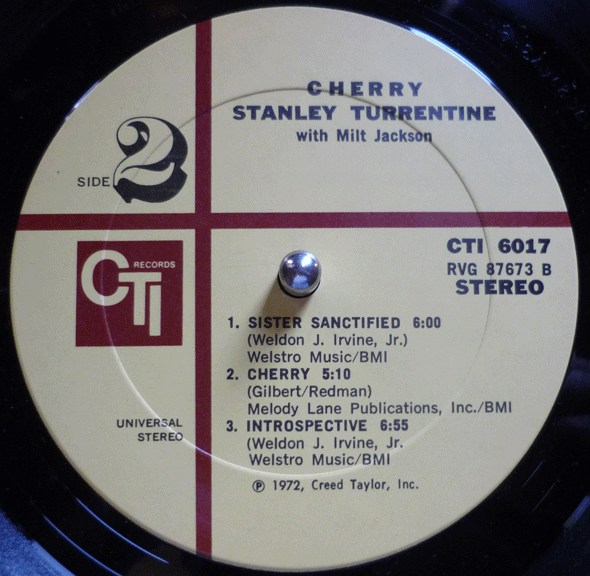 CHERRY
STANLEY TURRENTINE
with Milt Jackson
SIDE 2
CTI RECORDS
CTI 6017
RVG 87673 B
STEREO
1. SISTER SANCTIFIED 6:00
(Weldon J. Irvine, Jr.)
Welstro Music/BMI
2. CHERRY 5:10
(Gilbert/Redman)
Melody Lane Publications, Inc./BMI
3. INTROSPECTIVE 6:55
(Weldon J. Irvine, Jr.
Welstro Music/BMI
UNIVERSAL
STEREO
℗ 1972, Creed Taylor, Inc.